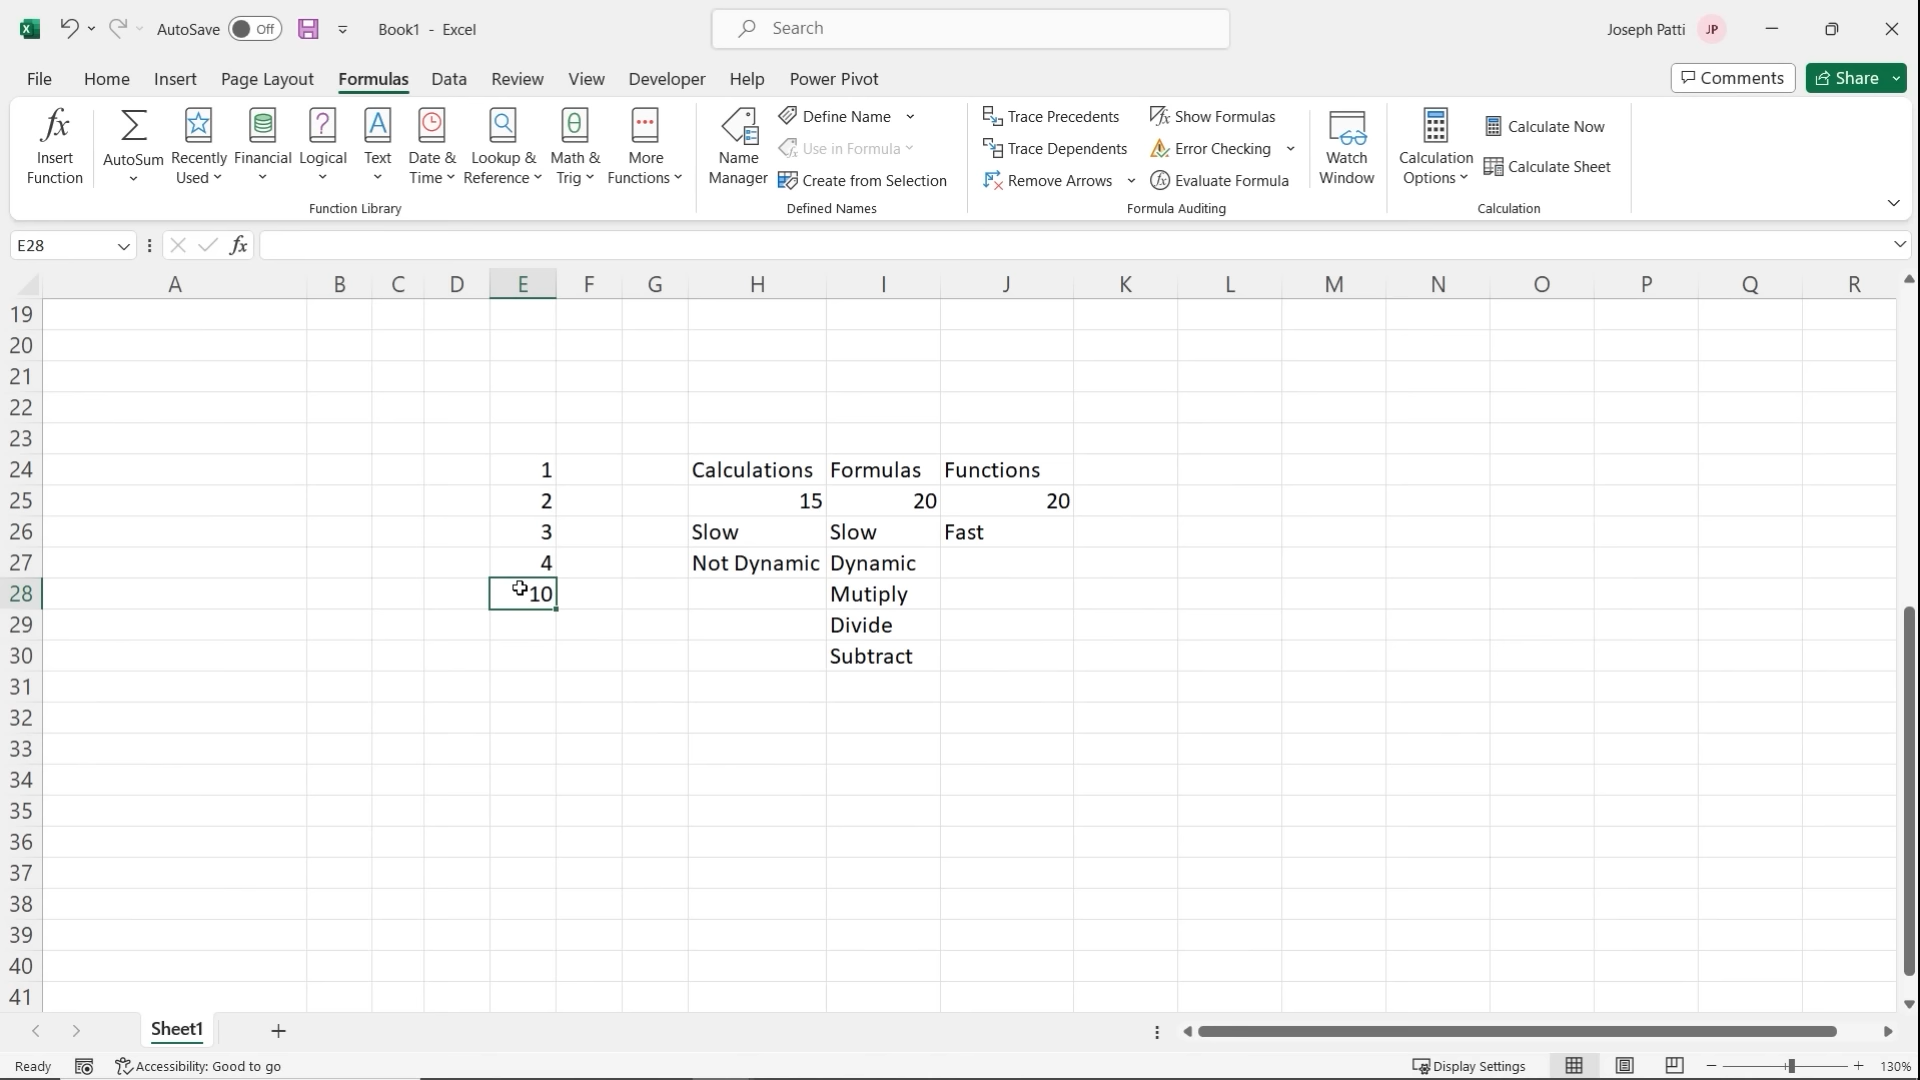 AutoSave Off Book1 - Excel Search Joseph Patti JP
File Home Insert Page Layout Formulas Data Review View Developer Help Power Pivot Comments Share
fx Insert Function
AutoSum
Recently Used
Financial
Logical
Text
Date & Time
Lookup & Reference
Math & Trig
More Functions
Function Library
Name Manager
Define Name
Use in Formula
Create from Selection
Defined Names
Trace Precedents
Trace Dependents
Remove Arrows
Show Formulas
Error Checking
Evaluate Formula
Formula Auditing
Watch Window
Calculation Options
Calculate Now
Calculate Sheet
Calculation
E28 fx
A B C D E F G H I J K L M N O P Q R
19
20
21
22
23
24 1 Calculations Formulas Functions
25 2 15 20 20
26 3 Slow Slow Fast
27 4 Not Dynamic Dynamic
28 10 Mutiply
29 Divide
30 Subtract
31
32
33
34
35
36
37
38
39
40
41
Sheet1
Ready Accessibility: Good to go Display Settings 130%